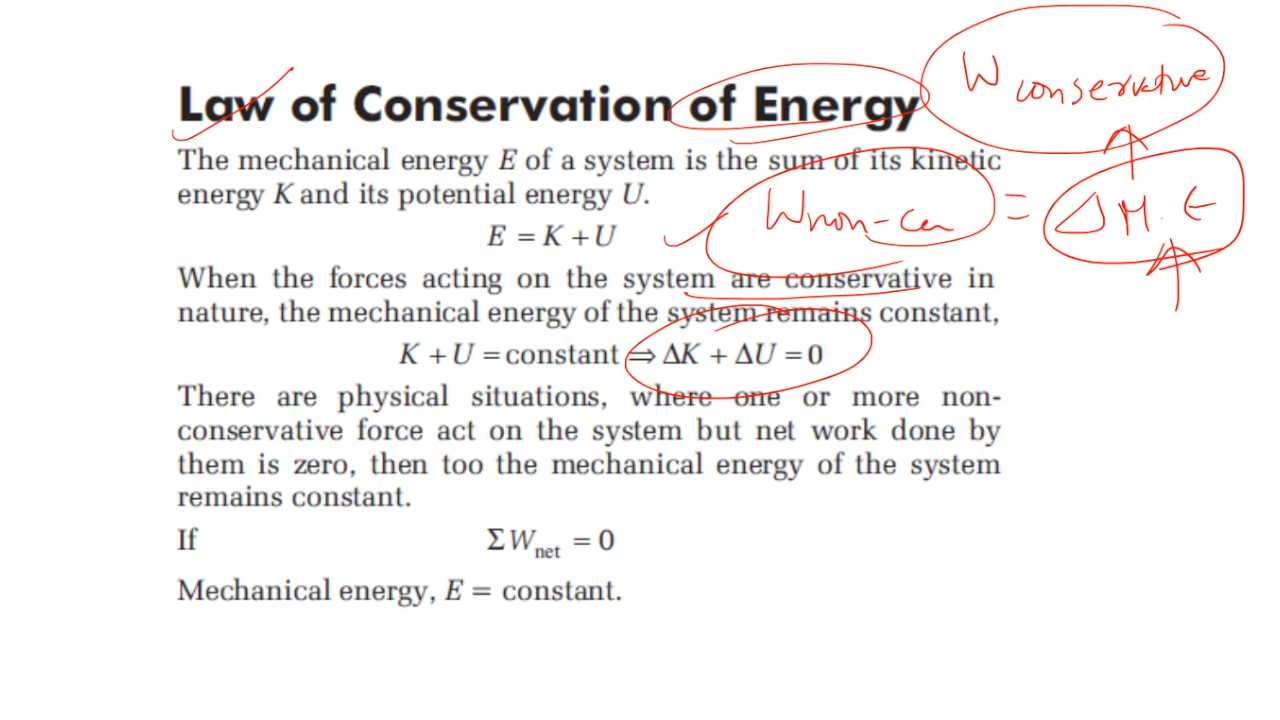 Law of Conservation of Energy
W conservative
The mechanical energy E of a system is the sum of its kinetic
energy K and its potential energy U.
Wnon-con = ΔM.E
E = K + U
When the forces acting on the system are conservative in
nature, the mechanical energy of the system remains constant,
K + U = constant ⇒ ΔK + ΔU = 0
There are physical situations, where one or more non-
conservative force act on the system but net work done by
them is zero, then too the mechanical energy of the system
remains constant.
If ΣWnet = 0
Mechanical energy, E = constant.